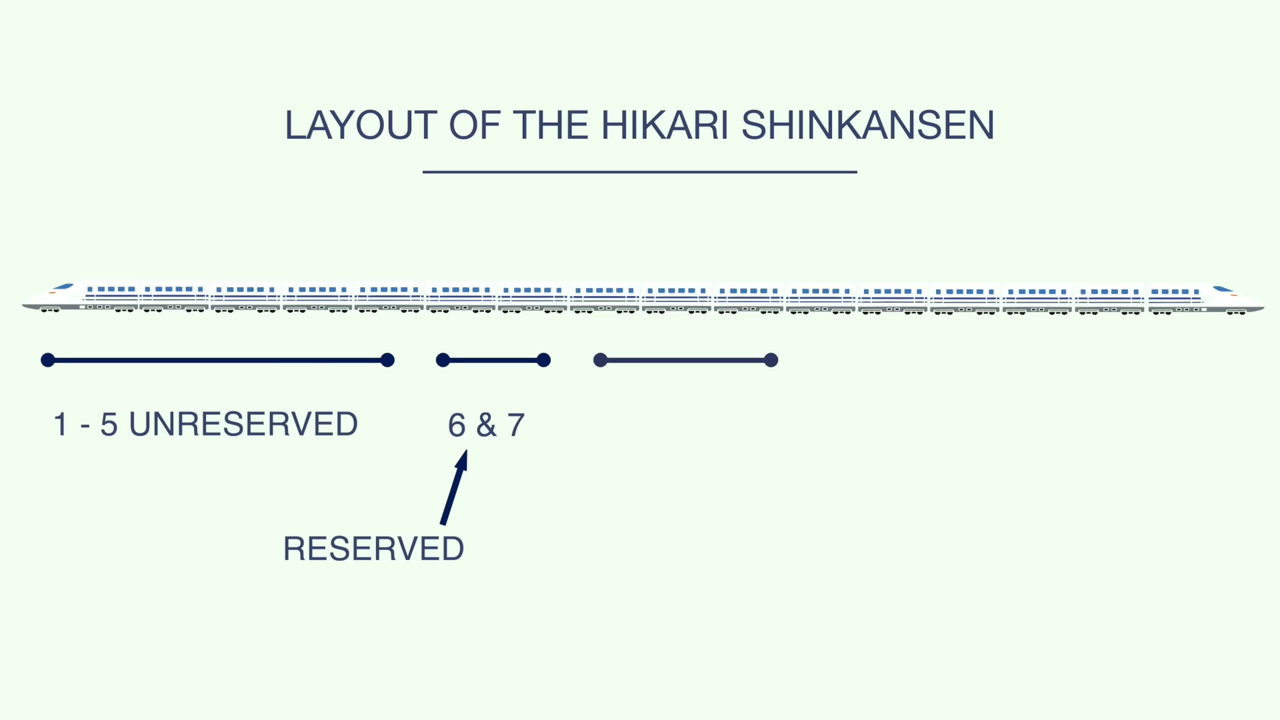 LAYOUT OF THE HIKARI SHINKANSEN
1 - 5 UNRESERVED
6 & 7
RESERVED